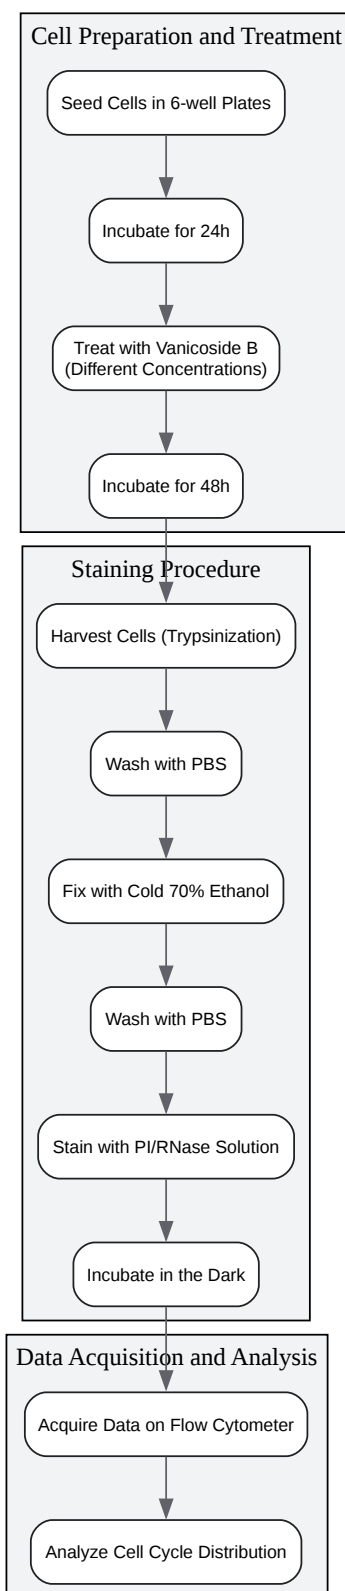 Cell Preparation and Treatment
Seed Cells in 6-well Plates
Incubate for 24h
Treat with Vanicoside B
(Different Concentrations)
Incubate for 48h
Staining Procedure
Harvest Cells (Trypsinization)
Wash with PBS
Fix with Cold 70% Ethanol
Wash with PBS
Stain with PI/RNase Solution
Incubate in the Dark
Data Acquisition and Analysis
Acquire Data on Flow Cytometer
Analyze Cell Cycle Distribution